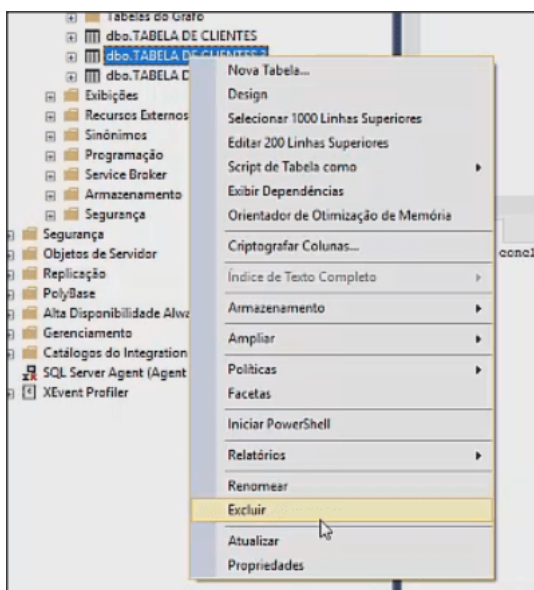 Tabelas do Grafo
dbo.TABELA DE CLIENTES
dbo.TABELA DE CLIENTES 2
dbo.TABELA D
Exibições
Recursos Externos
Sinônimos
Programação
Service Broker
Armazenamento
Segurança
Segurança
Objetos de Servidor
Replicação
PolyBase
Alta Disponibilidade Alwa
Gerenciamento
Catálogos do Integration
SQL Server Agent (Agent
XEvent Profiler
Nova Tabela...
Design
Selecionar 1000 Linhas Superiores
Editar 200 Linhas Superiores
Script de Tabela como
Exibir Dependências
Orientador de Otimização de Memória
Criptografar Colunas...
Índice de Texto Completo
Armazenamento
Ampliar
Políticas
Facetas
Iniciar PowerShell
Relatórios
Renomear
Excluir
Atualizar
Propriedades